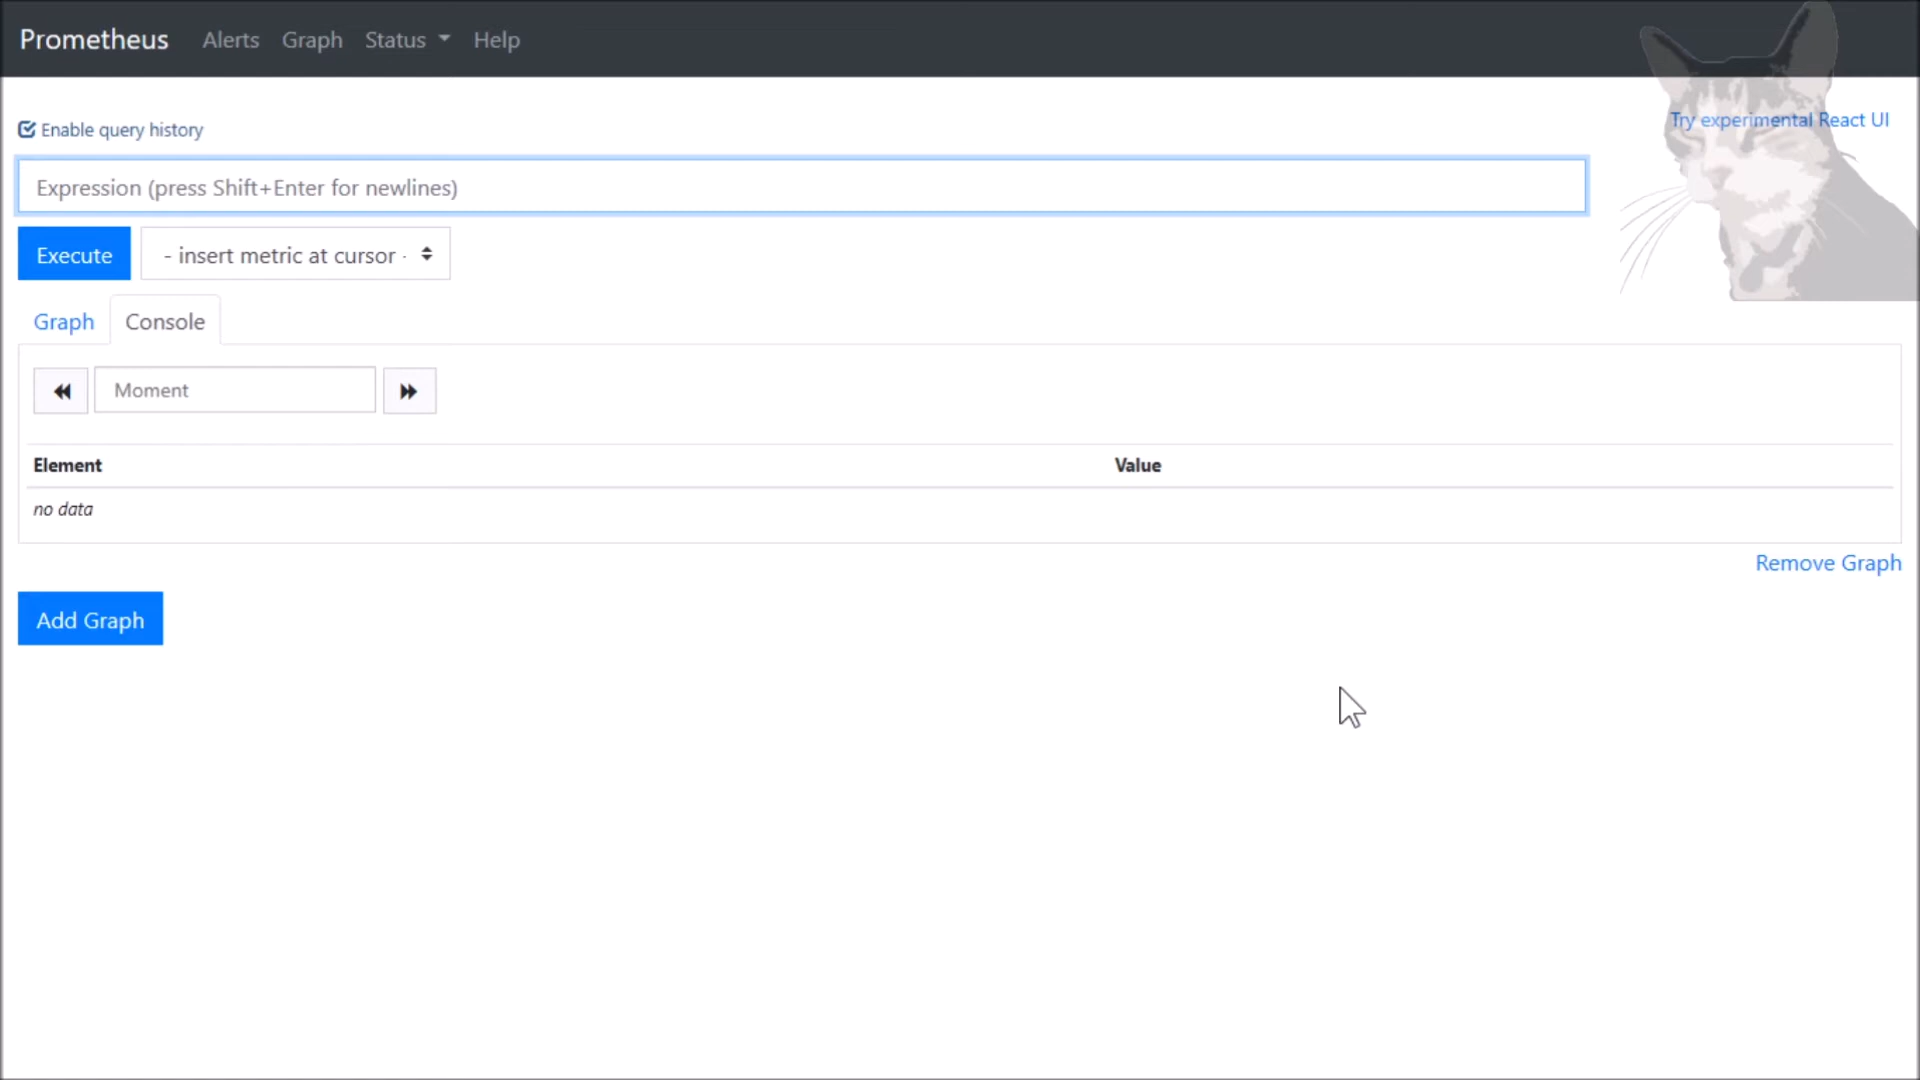 Prometheus Alerts Graph Status Help
Enable query history
Try experimental React UI
Expression (press Shift+Enter for newlines)
Execute - insert metric at cursor -
Graph Console
Moment
Element Value
no data
Remove Graph
Add Graph